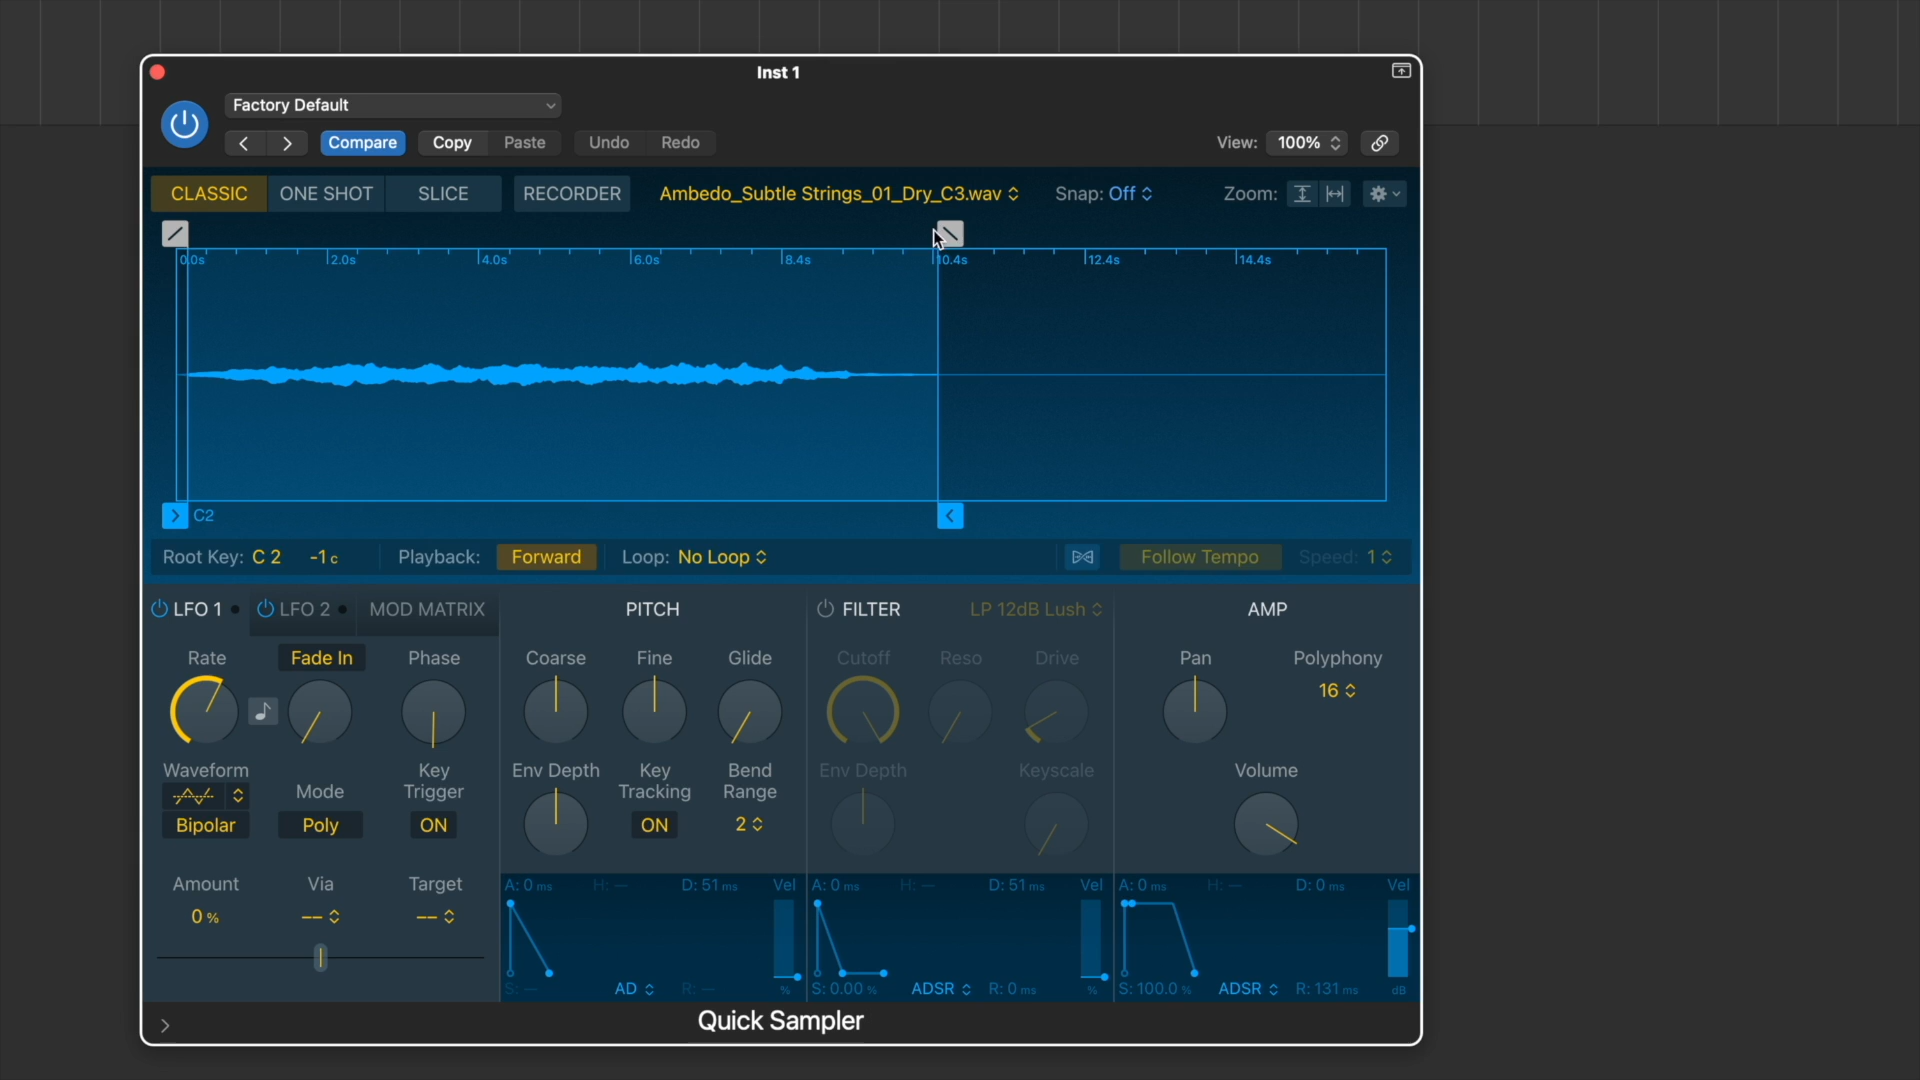 Inst 1
Factory Default
Compare Copy Paste Undo Redo View: 100%
CLASSIC ONE SHOT SLICE RECORDER Ambedo_Subtle Strings_01_Dry_C3.wav Snap: Off Zoom:
0.0s 2.0s 4.0s 6.0s 8.4s 10.4s 12.4s 14.4s
C2
Root Key: C 2 -1 c Playback: Forward Loop: No Loop Follow Tempo Speed: 1
LFO 1 LFO 2 MOD MATRIX PITCH FILTER LP 12dB Lush AMP
Rate Fade In Phase Coarse Fine Glide Cutoff Reso Drive Pan Polyphony
16
Waveform Mode Key Trigger Env Depth Key Tracking Bend Range Env Depth Keyscale Volume
Bipolar Poly ON ON 2
Amount Via Target A: 0 ms H: — D: 51 ms Vel A: 0 ms H: — D: 51 ms Vel A: 0 ms H: — D: 0 ms Vel
0 % -- --
S: — AD R: — % S: 0.00 % ADSR R: 0 ms % S: 100.0 % ADSR R: 131 ms dB
Quick Sampler